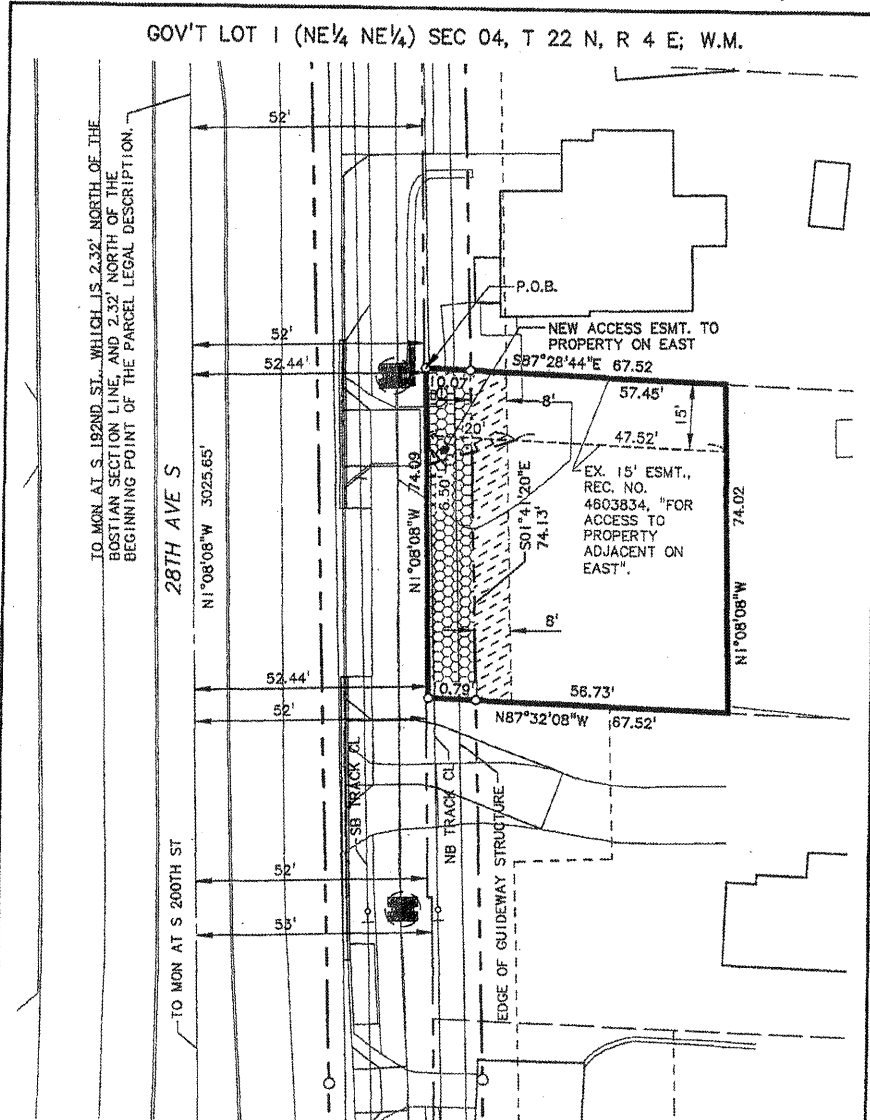 GOV'T LOT 1 (NE¼ NE¼) SEC 04, T 22 N, R 4 E; W.M.
TO MON AT S 192ND ST., WHICH IS 2.32' NORTH OF THE
BOSTIAN SECTION LINE, AND 2.32' NORTH OF THE
BEGINNING POINT OF THE PARCEL LEGAL DESCRIPTION.
52'
P.O.B.
NEW ACCESS ESMT. TO
PROPERTY ON EAST
52'
52.44'
S87°28'44"E 67.52
10.07'
57.45'
8'
15'
20'
47.52'
28TH AVE S
N1°08'08"W 3025.65'
N1°08'08"W 74.09
6.50'
S01°41'20"E
74.13'
EX. 15' ESMT.,
REC. NO.
4603834, "FOR
ACCESS TO
PROPERTY
ADJACENT ON
EAST".
74.02
N1°08'08"W
8'
52.44'
10.79'
56.73'
52'
N87°32'08"W 67.52'
SB TRACK CL
NB TRACK CL
EDGE OF GUIDEWAY STRUCTURE
52'
53'
TO MON AT S 200TH ST